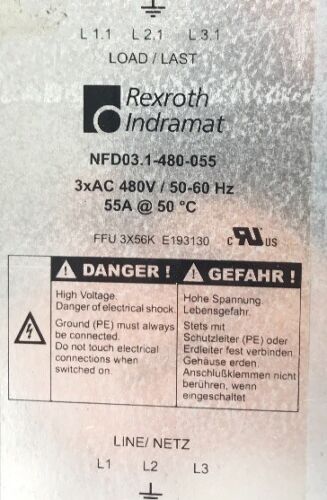 L 1.1 L 2.1 L 3.1
LOAD / LAST
Rexroth
Indramat
NFD03.1-480-055
3xAC 480V / 50-60 Hz
55A @ 50 °C
FFU 3X56K E193130 c RU US
DANGER !
High Voltage.
Danger of electrical shock.
Ground (PE) must always
be connected.
Do not touch electrical
connections when
switched on.
GEFAHR !
Hohe Spannung.
Lebensgefahr.
Stets mit
Schutzleiter (PE) oder
Erdleiter fest verbinden.
Gehäuse erden.
Anschlußklemmen nicht
berühren, wenn
eingeschaltet
LINE/ NETZ
L1 L2 L3